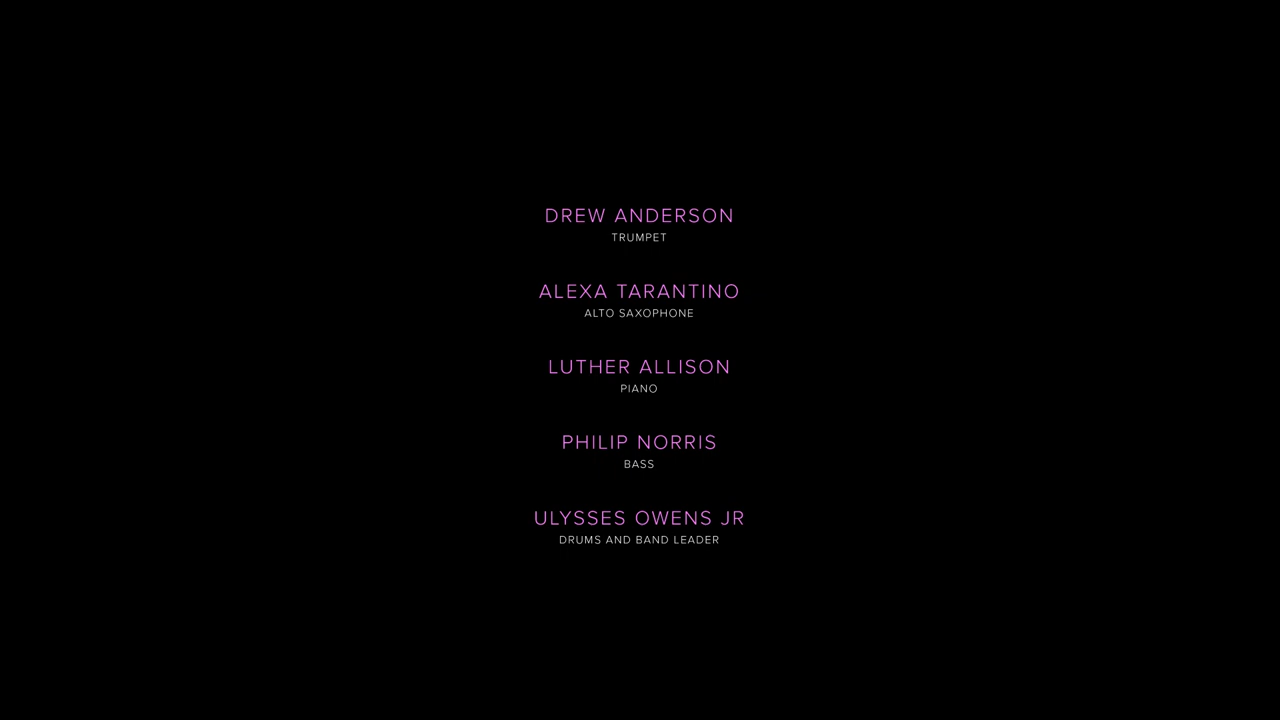 DREW ANDERSON
TRUMPET
ALEXA TARANTINO
ALTO SAXOPHONE
LUTHER ALLISON
PIANO
PHILIP NORRIS
BASS
ULYSSES OWENS JR
DRUMS AND BAND LEADER